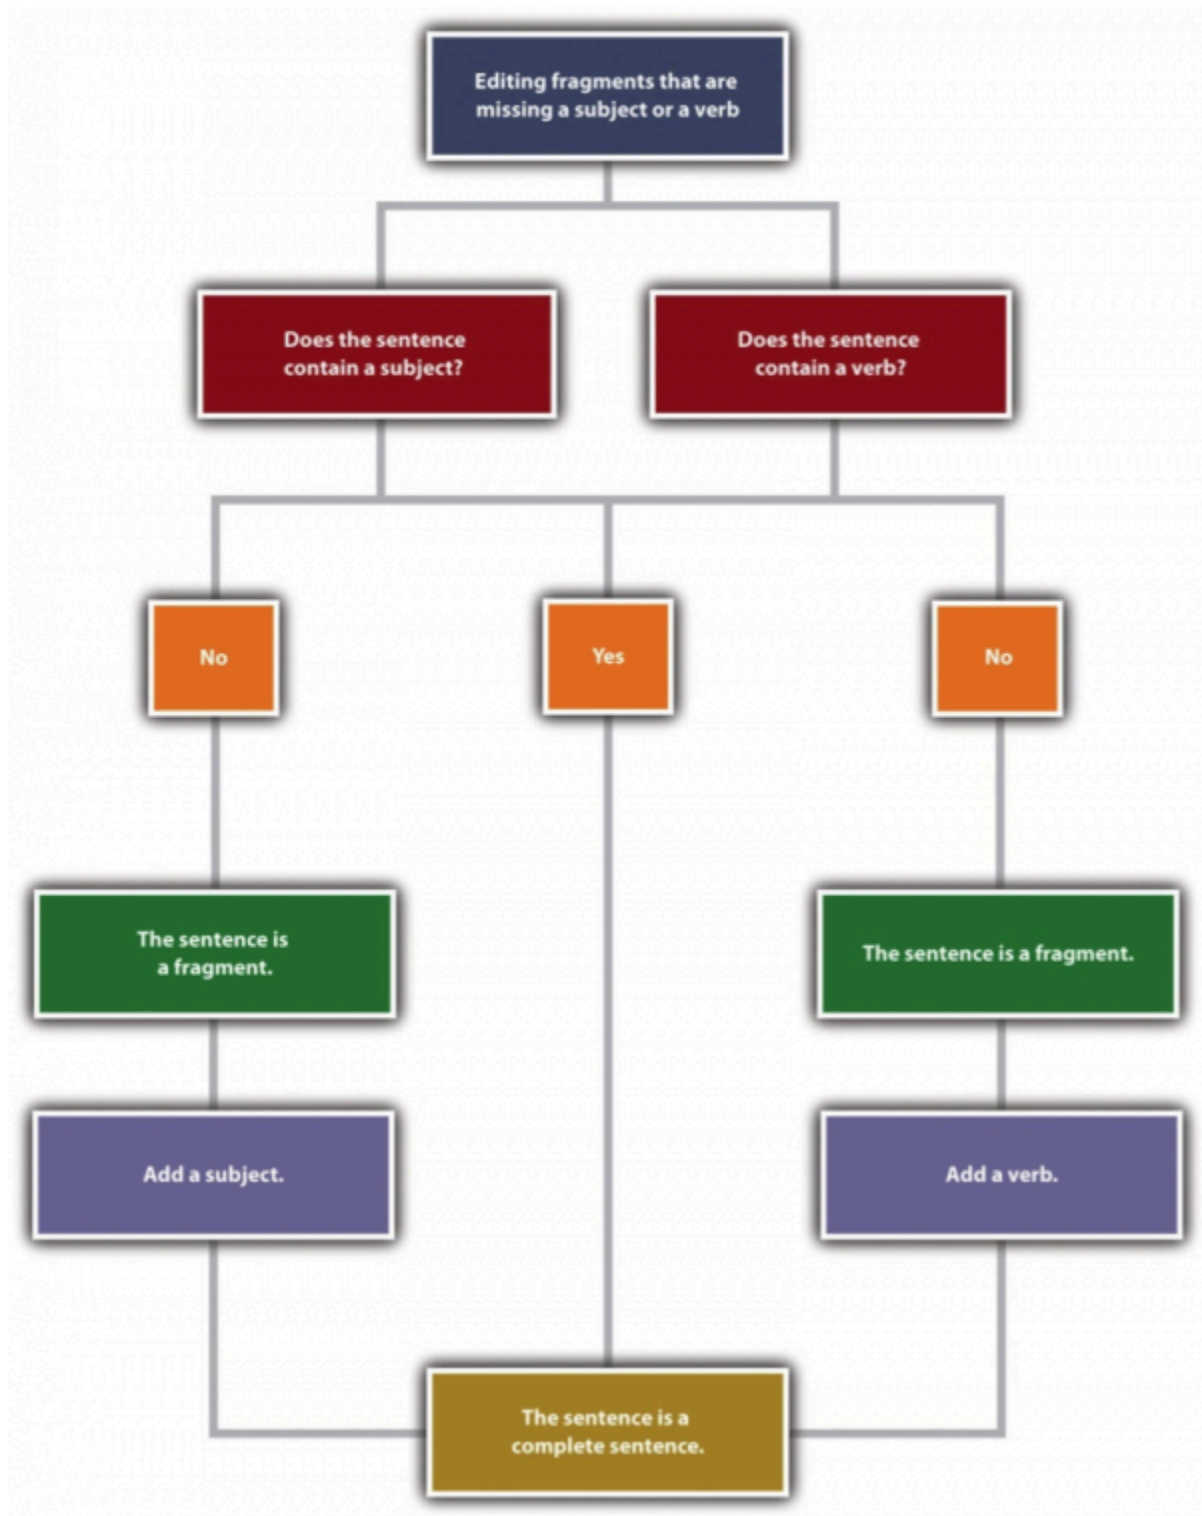 Editing fragments that are
missing a subject or a verb
Does the sentence
contain a subject?
Does the sentence
contain a verb?
No
Yes
No
The sentence is
a fragment.
The sentence is a fragment.
Add a subject.
Add a verb.
The sentence is a
complete sentence.